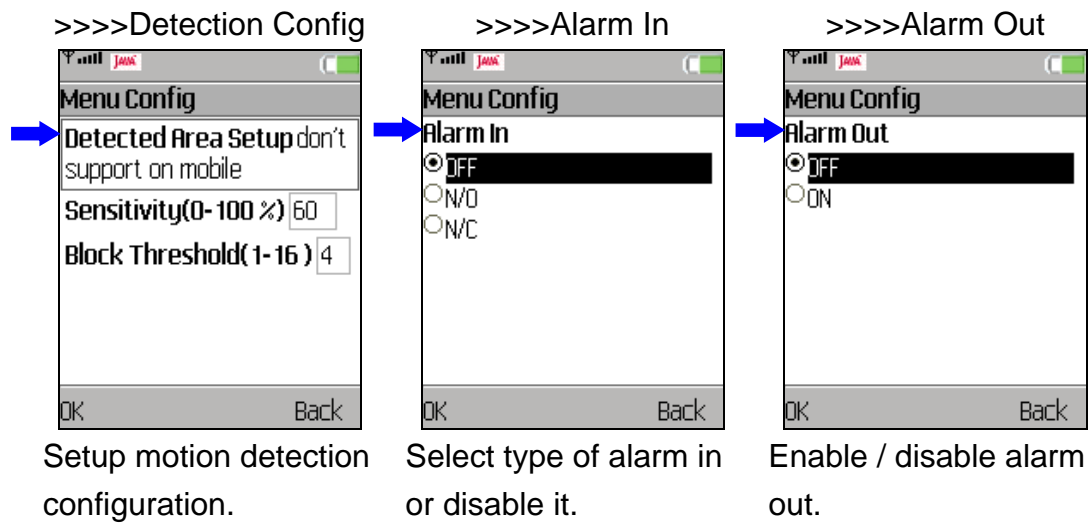 >>>>Detection Config
JAVA
Menu Config
Detected Area Setup don't
support on mobile
Sensitivity(0-100 %) 60
Block Threshold(1-16 ) 4
OK Back
Setup motion detection
configuration.
>>>>Alarm In
JAVA
Menu Config
Alarm In
OFF
N/O
N/C
OK Back
Select type of alarm in
or disable it.
>>>>Alarm Out
JAVA
Menu Config
Alarm Out
OFF
ON
OK Back
Enable / disable alarm
out.